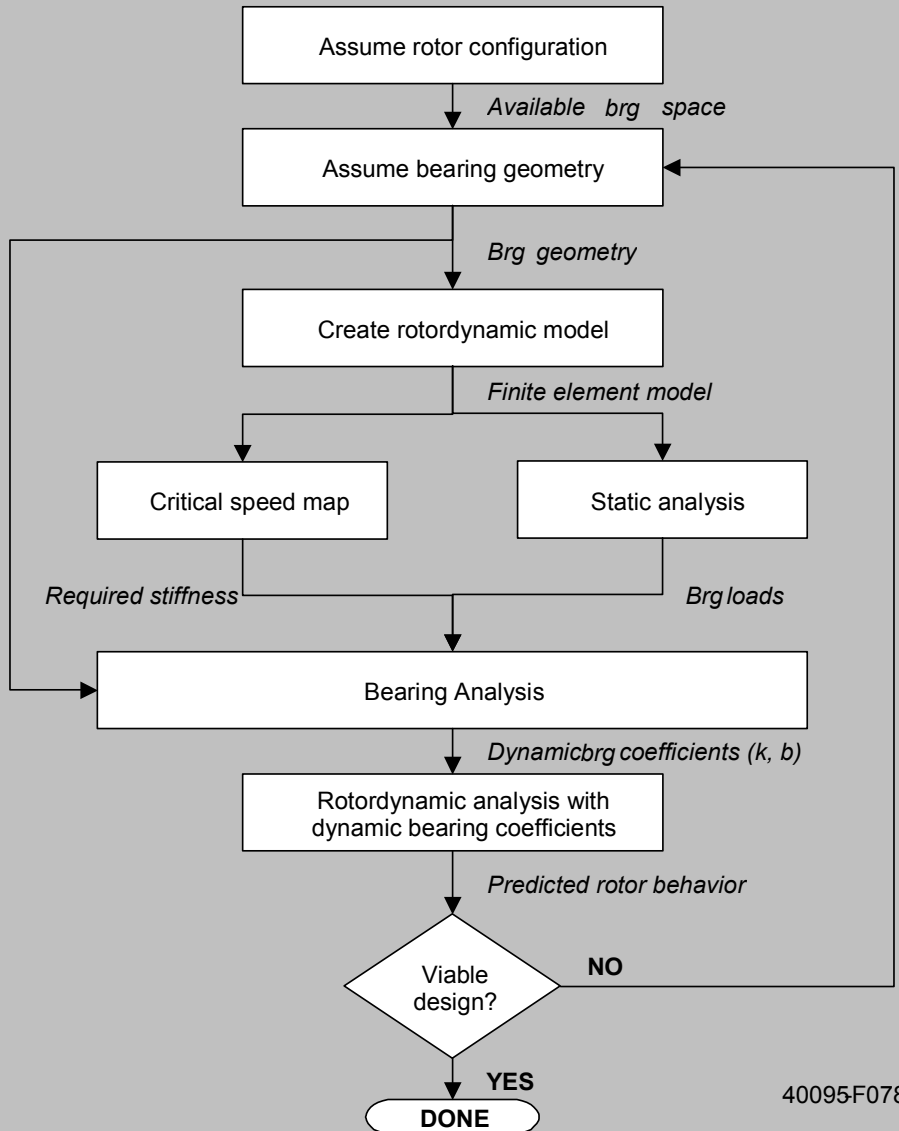 Assume rotor configuration
Available brg space
Assume bearing geometry
Brg geometry
Create rotordynamic model
Finite element model
Critical speed map
Static analysis
Required stiffness
Brg loads
Bearing Analysis
Dynamic brg coefficients (k, b)
Rotordynamic analysis with
dynamic bearing coefficients
Predicted rotor behavior
Viable
design?
NO
YES
DONE
40095-F078